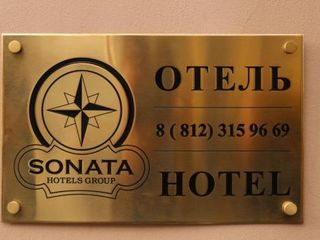 SONATA
HOTELS GROUP
ОТЕЛЬ
8 ( 812) 315 96 69
HOTEL